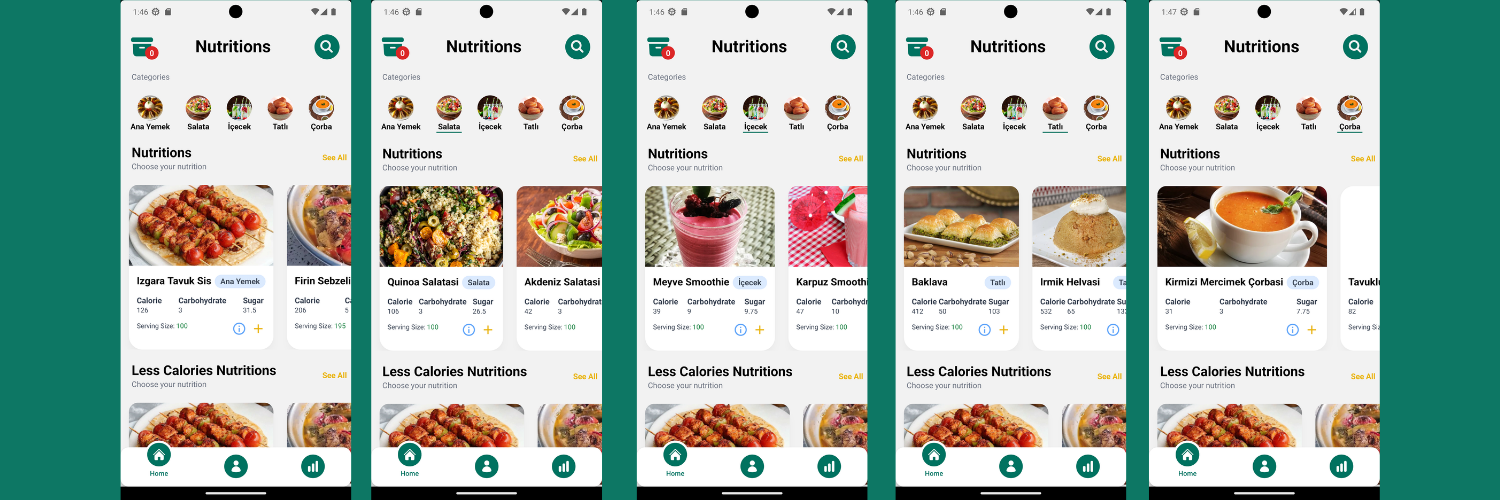 1:46
0
Nutritions
Categories
Ana Yemek Salata İçecek Tatlı Çorba
Nutritions
See All
Choose your nutrition
Izgara Tavuk Sis Ana Yemek
Firin Sebzeli
Calorie Carbohydrate Sugar
126 3 31.5
Calorie
206 5
Serving Size: 100
Serving Size: 195
Less Calories Nutritions
See All
Choose your nutrition
Home
1:46
0
Nutritions
Categories
Ana Yemek Salata İçecek Tatlı Çorba
Nutritions
See All
Choose your nutrition
Quinoa Salatasi Salata
Akdeniz Salatasi
Calorie Carbohydrate Sugar
106 3 26.5
Calorie Carbohydrat
42 3
Serving Size: 100
Serving Size: 100
Less Calories Nutritions
See All
Choose your nutrition
Home
1:46
0
Nutritions
Categories
Ana Yemek Salata İçecek Tatlı Çorba
Nutritions
See All
Choose your nutrition
Meyve Smoothie İçecek
Karpuz Smooth
Calorie Carbohydrate Sugar
39 9 9.75
Calorie Carbohydrat
47 10
Serving Size: 100
Serving Size: 100
Less Calories Nutritions
See All
Choose your nutrition
Home
1:46
0
Nutritions
Categories
Ana Yemek Salata İçecek Tatlı Çorba
Nutritions
See All
Choose your nutrition
Baklava Tatlı
Irmik Helvasi
Calorie Carbohydrate Sugar
412 50 103
Calorie Carbohydrate Sug
532 65
Serving Size: 100
Serving Size: 100
Less Calories Nutritions
See All
Choose your nutrition
Home
1:47
0
Nutritions
Categories
Ana Yemek Salata İçecek Tatlı Çorba
Nutritions
See All
Choose your nutrition
Kirmizi Mercimek Çorbasi Çorba
Tavukl
Calorie Carbohydrate Sugar
31 3 7.75
Calorie
82
Serving Size: 100
Serving
Less Calories Nutritions
See All
Choose your nutrition
Home